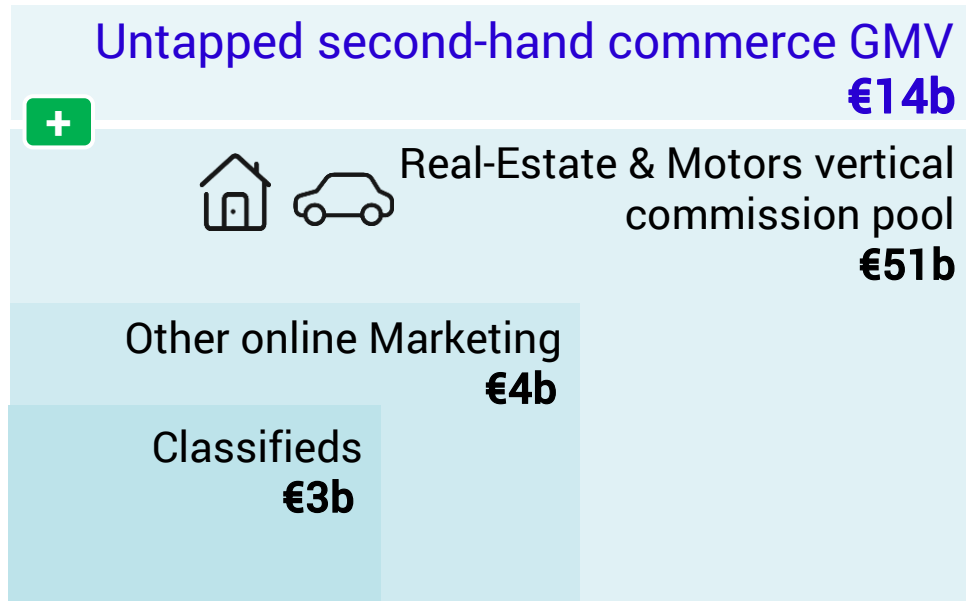 Untapped second-hand commerce GMV
€14b
+
Real-Estate & Motors vertical
commission pool
€51b
Other online Marketing
€4b
Classifieds
€3b